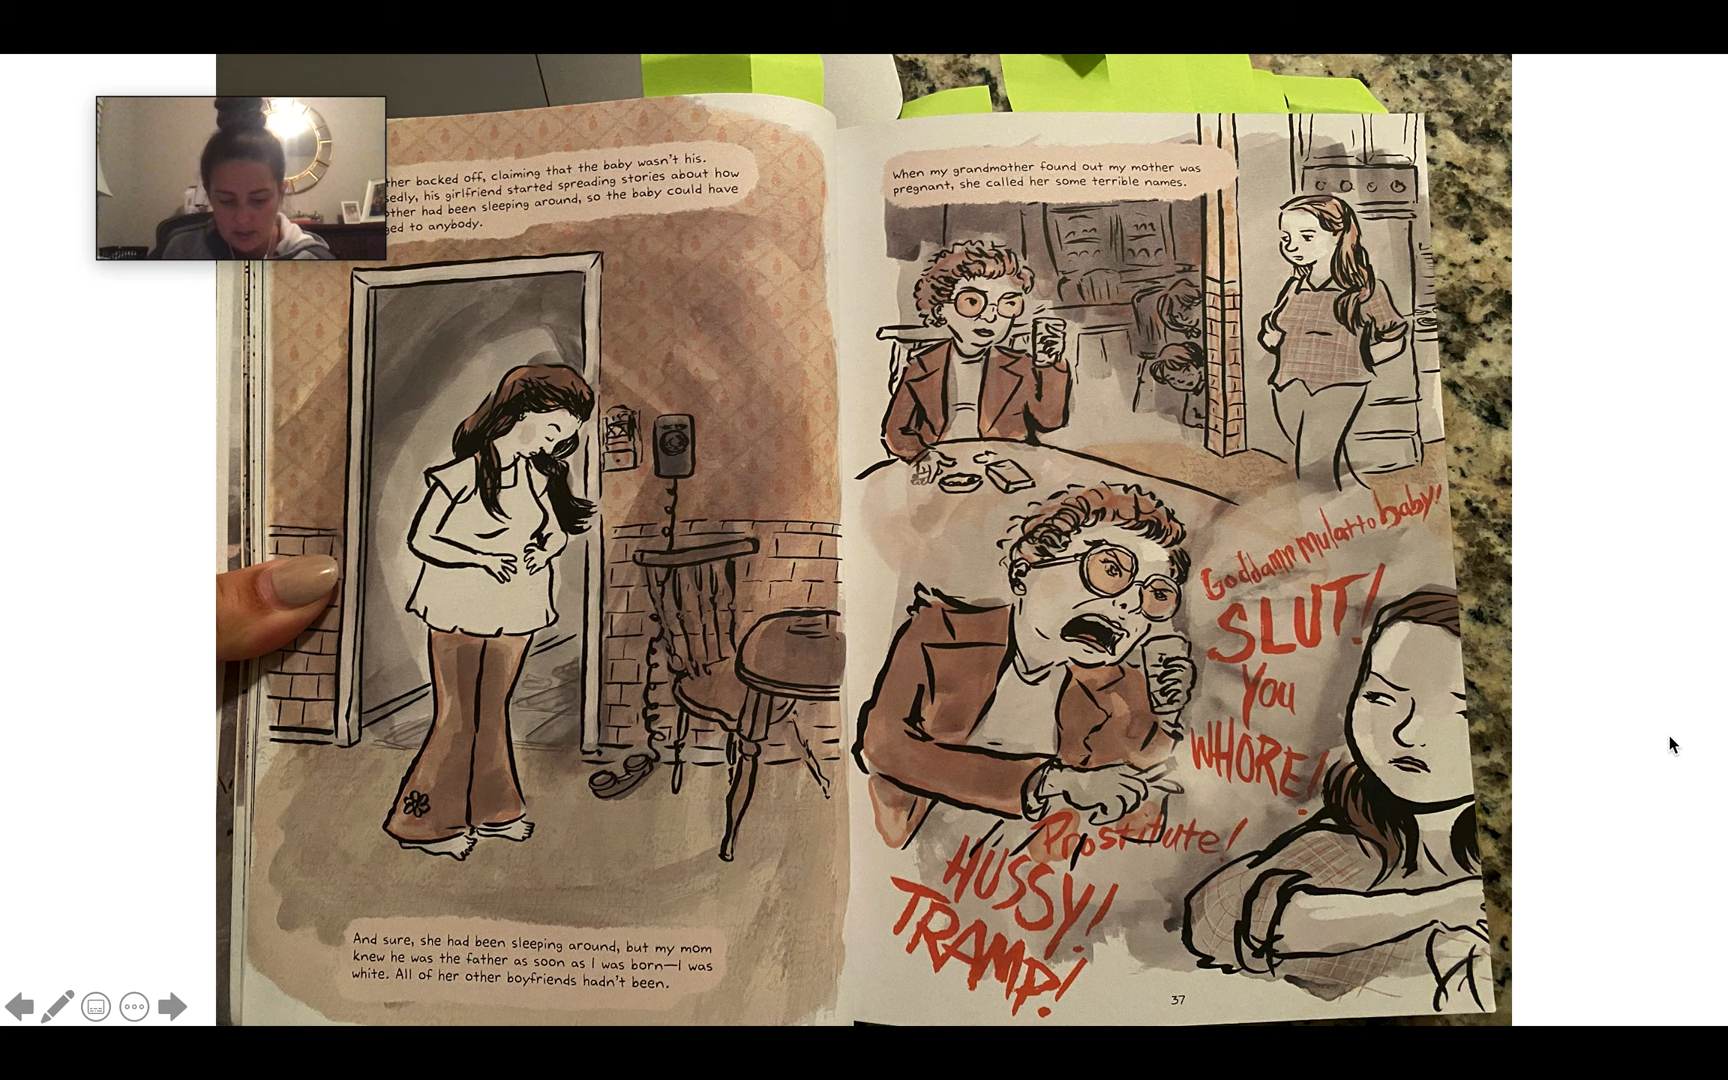 ther backed off, claiming that the baby wasn't his.
sedly, his girlfriend started spreading stories about how
other had been sleeping around, so the baby could have
ged to anybody.
And sure, she had been sleeping around, but my mom
knew he was the father as soon as I was born—I was
white. All of her other boyfriends hadn't been.
When my grandmother found out my mother was
pregnant, she called her some terrible names.
Goddamn mulatto baby!
SLUT!
You
WHORE!
Prostitute!
HUSSY!
TRAMP!
37